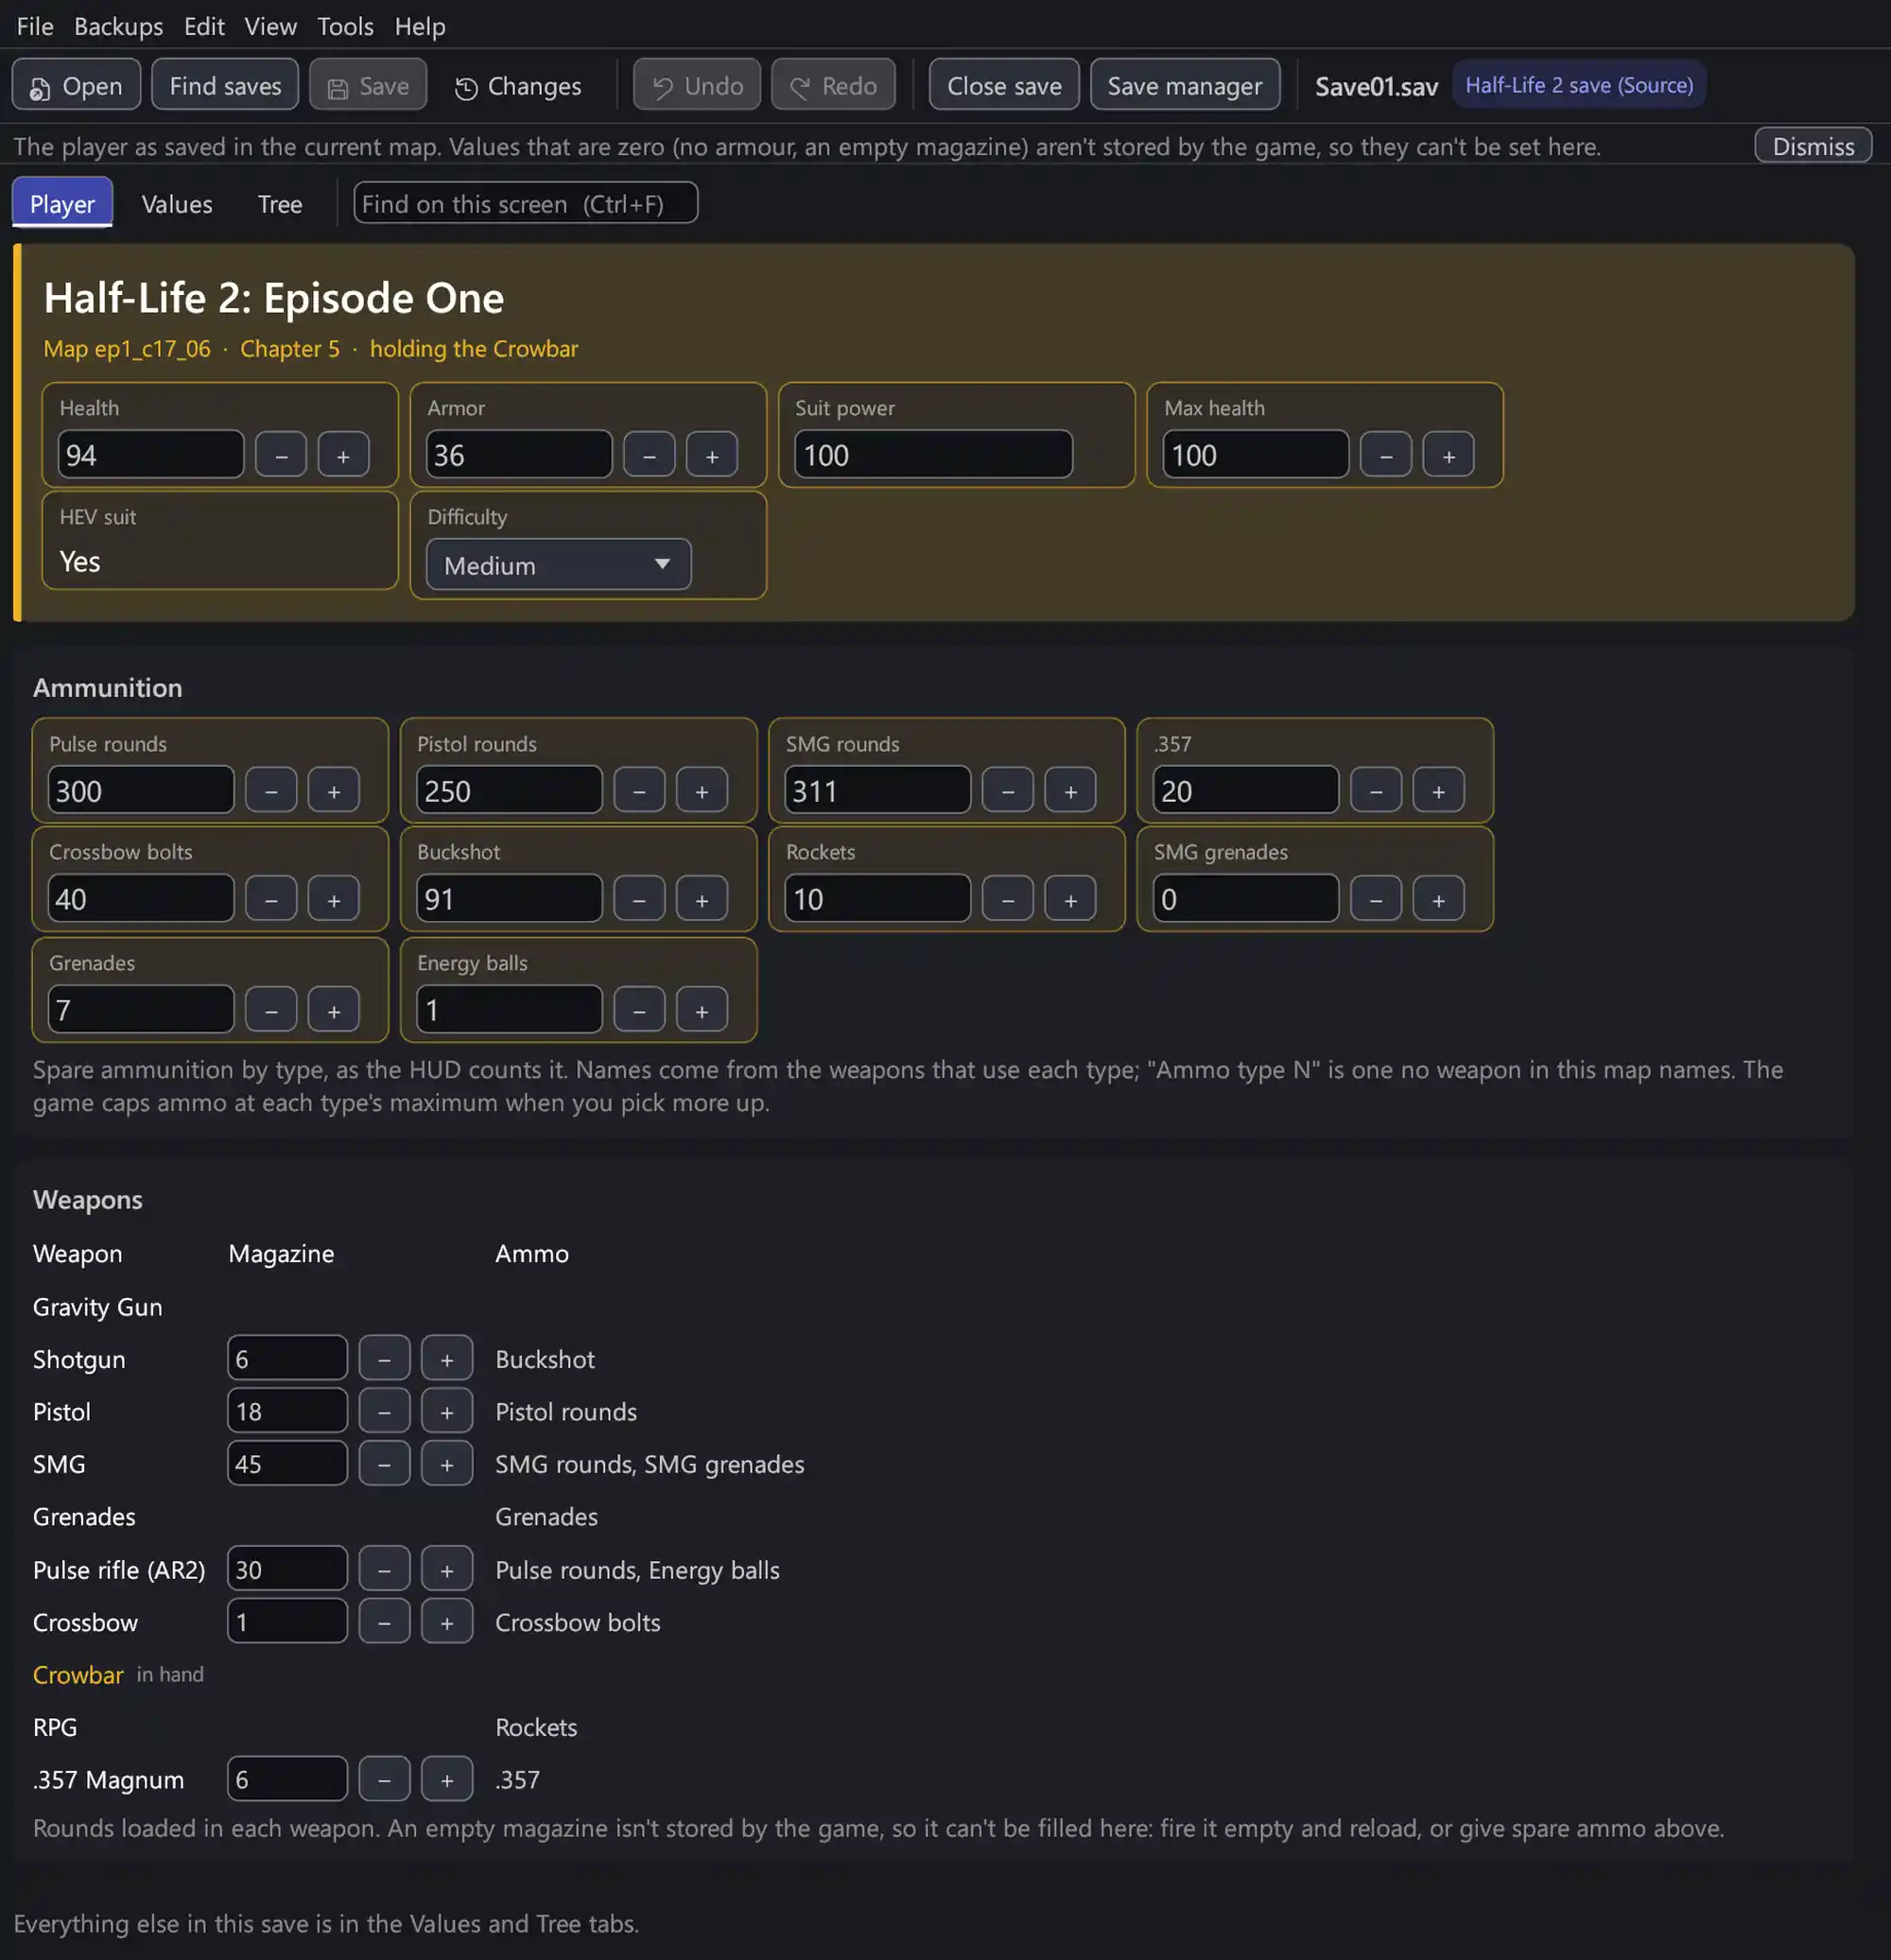 File Backups Edit View Tools Help
Open Find saves Save Changes Undo Redo Close save Save manager Save01.sav Half-Life 2 save (Source)
The player as saved in the current map. Values that are zero (no armour, an empty magazine) aren't stored by the game, so they can't be set here. Dismiss
Player Values Tree Find on this screen (Ctrl+F)
Half-Life 2: Episode One
Map ep1_c17_06 · Chapter 5 · holding the Crowbar
Health Armor Suit power Max health
94 − + 36 − + 100 100 − +
HEV suit Difficulty
Yes Medium
Ammunition
Pulse rounds Pistol rounds SMG rounds .357
300 − + 250 − + 311 − + 20 − +
Crossbow bolts Buckshot Rockets SMG grenades
40 − + 91 − + 10 − + 0 − +
Grenades Energy balls
7 − + 1 − +
Spare ammunition by type, as the HUD counts it. Names come from the weapons that use each type; "Ammo type N" is one no weapon in this map names. The
game caps ammo at each type's maximum when you pick more up.
Weapons
Weapon Magazine Ammo
Gravity Gun
Shotgun 6 − + Buckshot
Pistol 18 − + Pistol rounds
SMG 45 − + SMG rounds, SMG grenades
Grenades Grenades
Pulse rifle (AR2) 30 − + Pulse rounds, Energy balls
Crossbow 1 − + Crossbow bolts
Crowbar in hand
RPG Rockets
.357 Magnum 6 − + .357
Rounds loaded in each weapon. An empty magazine isn't stored by the game, so it can't be filled here: fire it empty and reload, or give spare ammo above.
Everything else in this save is in the Values and Tree tabs.